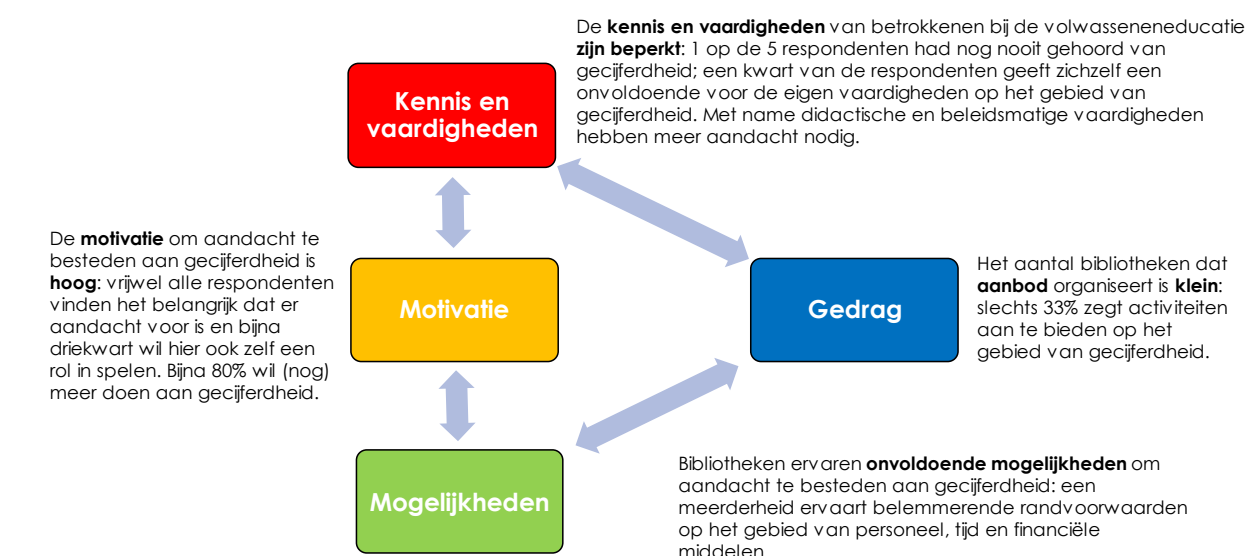 De kennis en vaardigheden van betrokkenen bij de volwasseneneducatie
zijn beperkt: 1 op de 5 respondenten had nog nooit gehoord van
gecijferdheid; een kwart van de respondenten geeft zichzelf een
onvoldoende voor de eigen vaardigheden op het gebied van
gecijferdheid. Met name didactische en beleidsmatige vaardigheden
hebben meer aandacht nodig.
Kennis en
vaardigheden
De motivatie om aandacht te
besteden aan gecijferdheid is
hoog: vrijwel alle respondenten
vinden het belangrijk dat er
aandacht voor is en bijna
driekwart wil hier ook zelf een
rol in spelen. Bijna 80% wil (nog)
meer doen aan gecijferdheid.
Motivatie
Gedrag
Het aantal bibliotheken dat
aanbod organiseert is klein:
slechts 33% zegt activiteiten
aan te bieden op het
gebied van gecijferdheid.
Mogelijkheden
Bibliotheken ervaren onvoldoende mogelijkheden om
aandacht te besteden aan gecijferdheid: een
meerderheid ervaart belemmerende randvoorwaarden
op het gebied van personeel, tijd en financiële
middelen